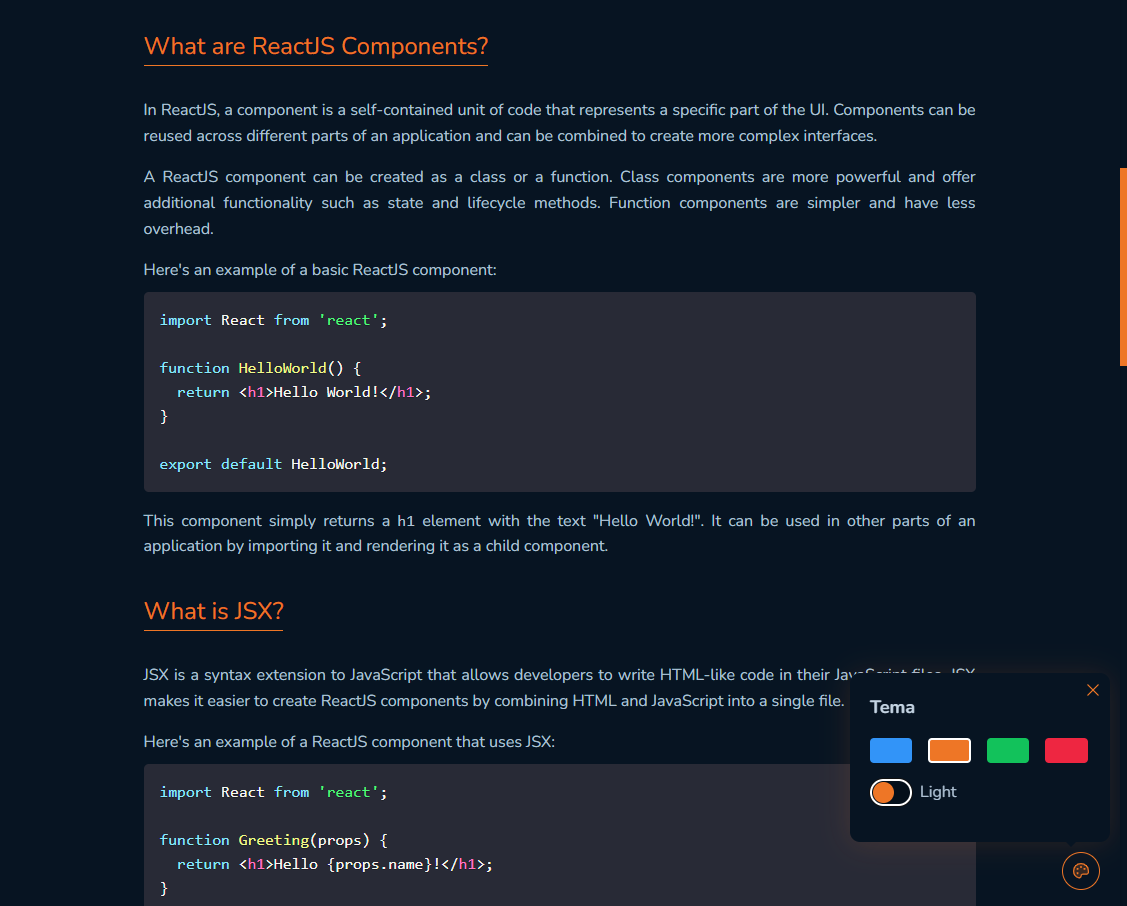 What are ReactJS Components?
In ReactJS, a component is a self-contained unit of code that represents a specific part of the UI. Components can be
reused across different parts of an application and can be combined to create more complex interfaces.
A ReactJS component can be created as a class or a function. Class components are more powerful and offer
additional functionality such as state and lifecycle methods. Function components are simpler and have less
overhead.
Here's an example of a basic ReactJS component:
import React from 'react';
function HelloWorld() {
  return <h1>Hello World!</h1>;
}
export default HelloWorld;
This component simply returns a h1 element with the text "Hello World!". It can be used in other parts of an
application by importing it and rendering it as a child component.
What is JSX?
JSX is a syntax extension to JavaScript that allows developers to write HTML-like code in their JavaScript files. JSX
makes it easier to create ReactJS components by combining HTML and JavaScript into a single file.
Here's an example of a ReactJS component that uses JSX:
import React from 'react';
function Greeting(props) {
  return <h1>Hello {props.name}!</h1>;
}
Tema
Light